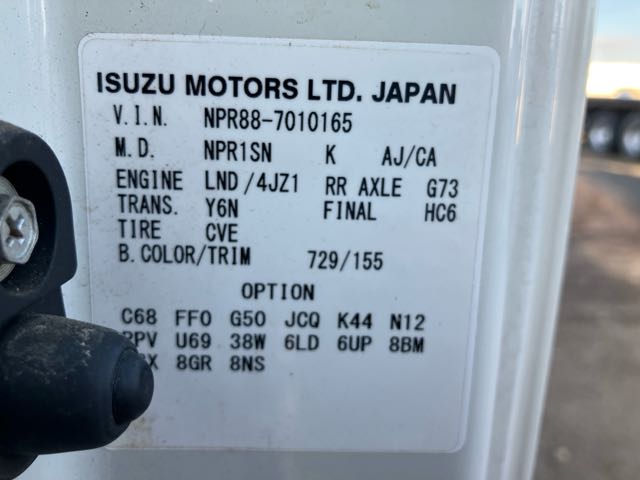 ISUZU MOTORS LTD. JAPAN
V.I.N. NPR88-7010165
M.D. NPR1SN K AJ/CA
ENGINE LND/4JZ1 RR AXLE G73
TRANS. Y6N FINAL HC6
TIRE CVE
B.COLOR/TRIM 729/155
OPTION
C68 FF0 G50 JCQ K44 N12
U69 38W 6LD 6UP 8BM
8GR 8NS